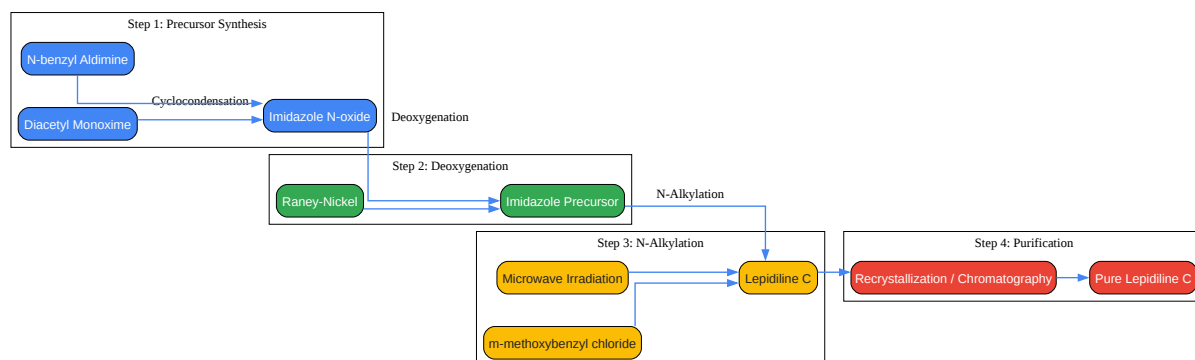 Step 1: Precursor Synthesis
N-benzyl Aldimine
Cyclocondensation
Diacetyl Monoxime
Imidazole N-oxide
Deoxygenation
Step 2: Deoxygenation
Raney-Nickel
Imidazole Precursor
N-Alkylation
Step 3: N-Alkylation
Microwave Irradiation
Lepidiline C
m-methoxybenzyl chloride
Step 4: Purification
Recrystallization / Chromatography
Pure Lepidiline C